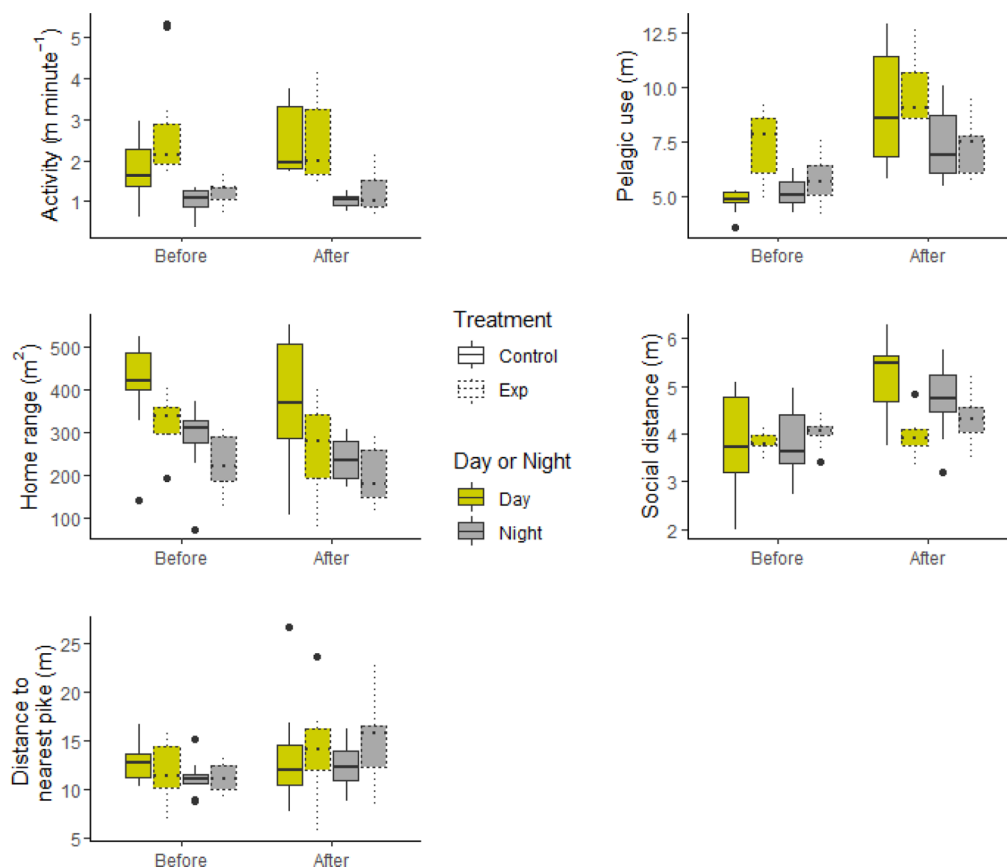 Activity (m minute⁻¹)
5
4
3
2
1
Before
After
Pelagic use (m)
12.5
10.0
7.5
5.0
Before
After
Home range (m²)
500
400
300
200
100
Before
After
Treatment
Control
Exp
Day or Night
Day
Night
Social distance (m)
6
5
4
3
2
Before
After
Distance to
nearest pike (m)
25
20
15
10
5
Before
After